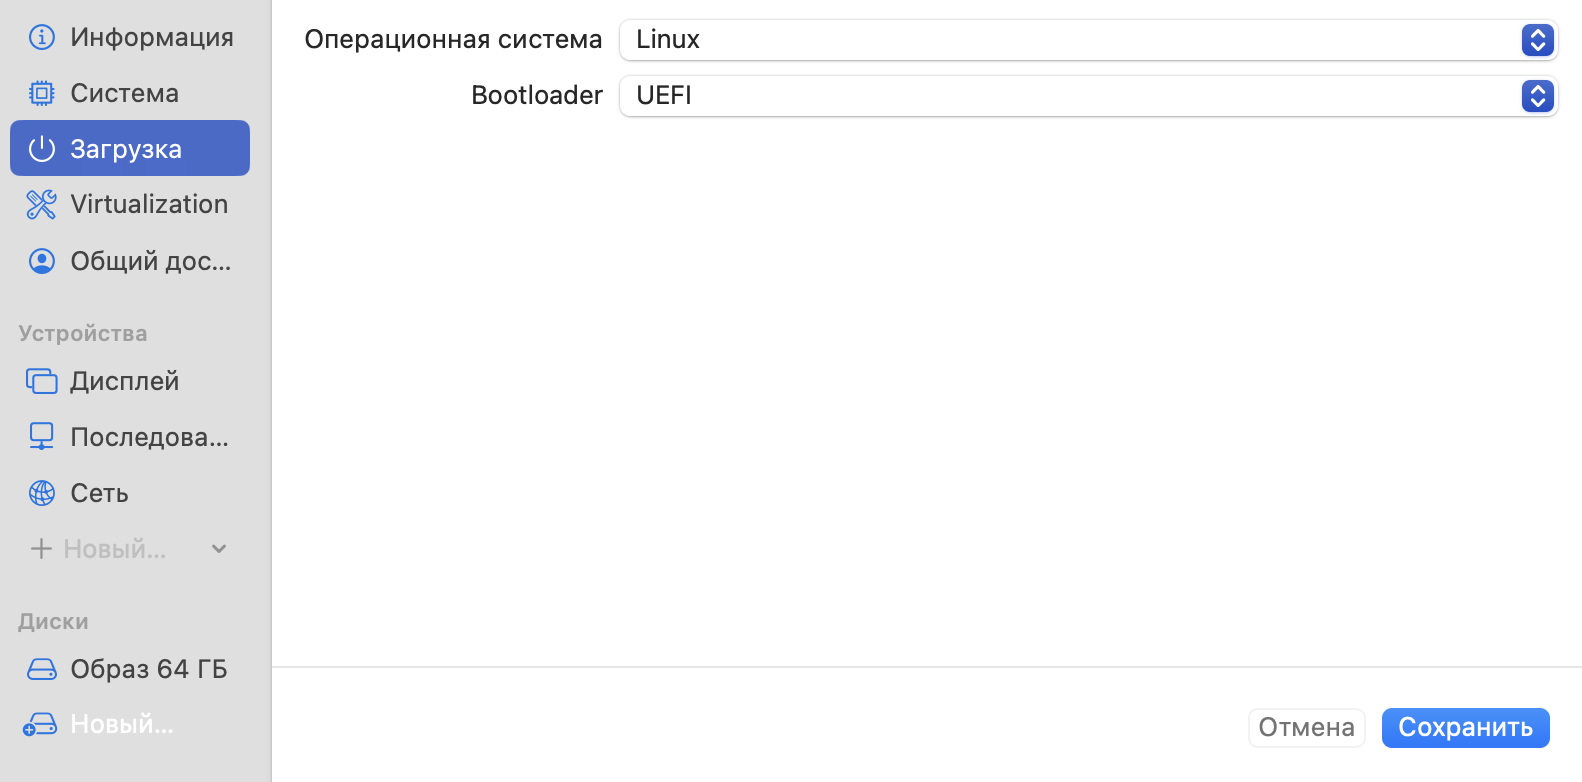 Информация
Система
Загрузка
Virtualization
Общий дос...
Устройства
Дисплей
Последова...
Сеть
Новый...
Диски
Образ 64 ГБ
Новый...
Операционная система Linux
Bootloader UEFI
Отмена Сохранить